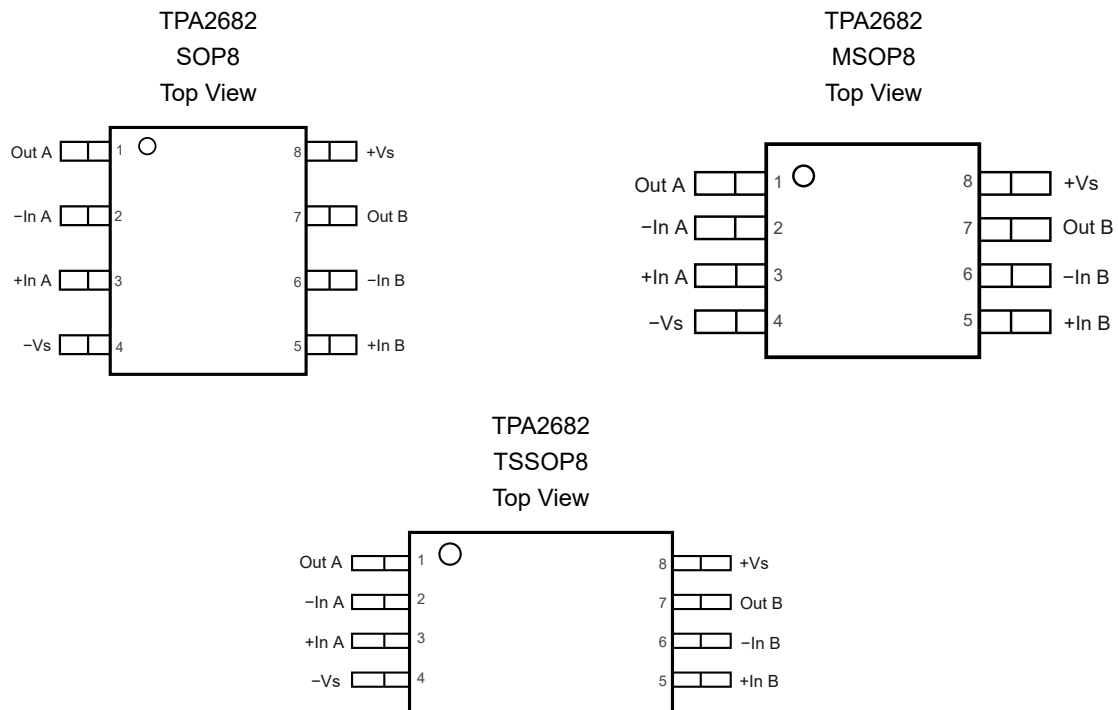 TPA2682
SOP8
Top View
Out A 1 8 +Vs
−In A 2 7 Out B
+In A 3 6 −In B
−Vs 4 5 +In B
TPA2682
MSOP8
Top View
Out A 1 8 +Vs
−In A 2 7 Out B
+In A 3 6 −In B
−Vs 4 5 +In B
TPA2682
TSSOP8
Top View
Out A 1 8 +Vs
−In A 2 7 Out B
+In A 3 6 −In B
−Vs 4 5 +In B